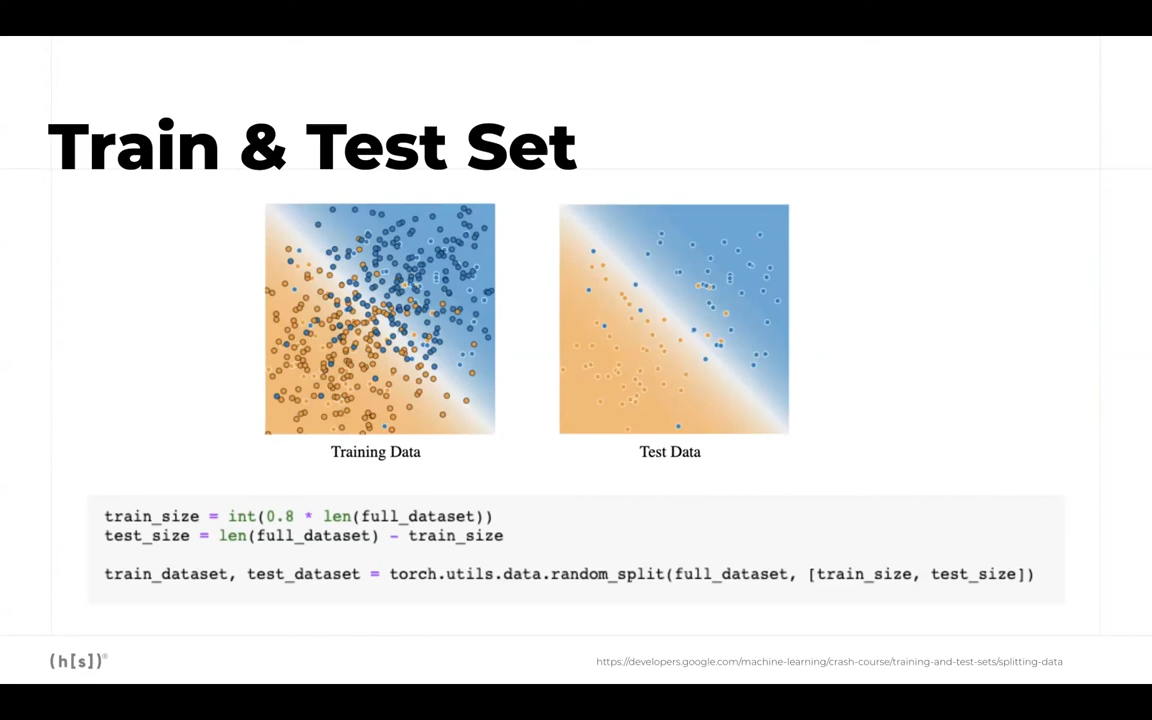 Train & Test Set
Training Data
Test Data
train_size = int(0.8 * len(full_dataset))
test_size = len(full_dataset) - train_size
train_dataset, test_dataset = torch.utils.data.random_split(full_dataset, [train_size, test_size])
(h[s])®
https://developers.google.com/machine-learning/crash-course/training-and-test-sets/splitting-data